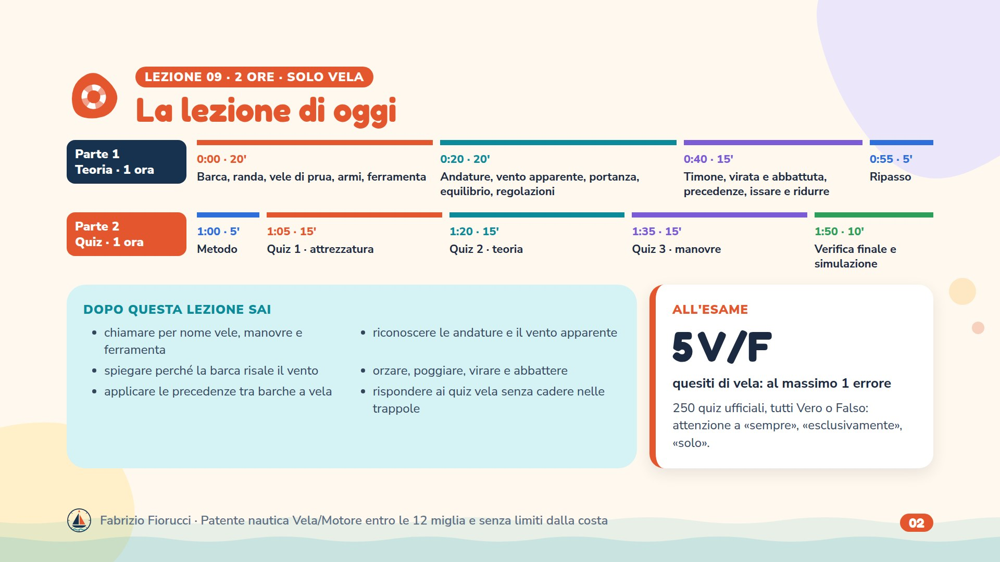 LEZIONE 09 · 2 ORE · SOLO VELA
La lezione di oggi
Parte 1
Teoria · 1 ora
0:00 · 20'
Barca, randa, vele di prua, armi, ferramenta
0:20 · 20'
Andature, vento apparente, portanza,
equilibrio, regolazioni
0:40 · 15'
Timone, virata e abbattuta,
precedenze, issare e ridurre
0:55 · 5'
Ripasso
Parte 2
Quiz · 1 ora
1:00 · 5'
Metodo
1:05 · 15'
Quiz 1 · attrezzatura
1:20 · 15'
Quiz 2 · teoria
1:35 · 15'
Quiz 3 · manovre
1:50 · 10'
Verifica finale e
simulazione
DOPO QUESTA LEZIONE SAI
• chiamare per nome vele, manovre e
ferramenta
• riconoscere le andature e il vento apparente
• spiegare perché la barca risale il vento
• orzare, poggiare, virare e abbattere
• applicare le precedenze tra barche a vela
• rispondere ai quiz vela senza cadere nelle
trappole
ALL'ESAME
5 V/F
quesiti di vela: al massimo 1 errore
250 quiz ufficiali, tutti Vero o Falso:
attenzione a «sempre», «esclusivamente»,
«solo».
Fabrizio Fiorucci · Patente nautica Vela/Motore entro le 12 miglia e senza limiti dalla costa
02